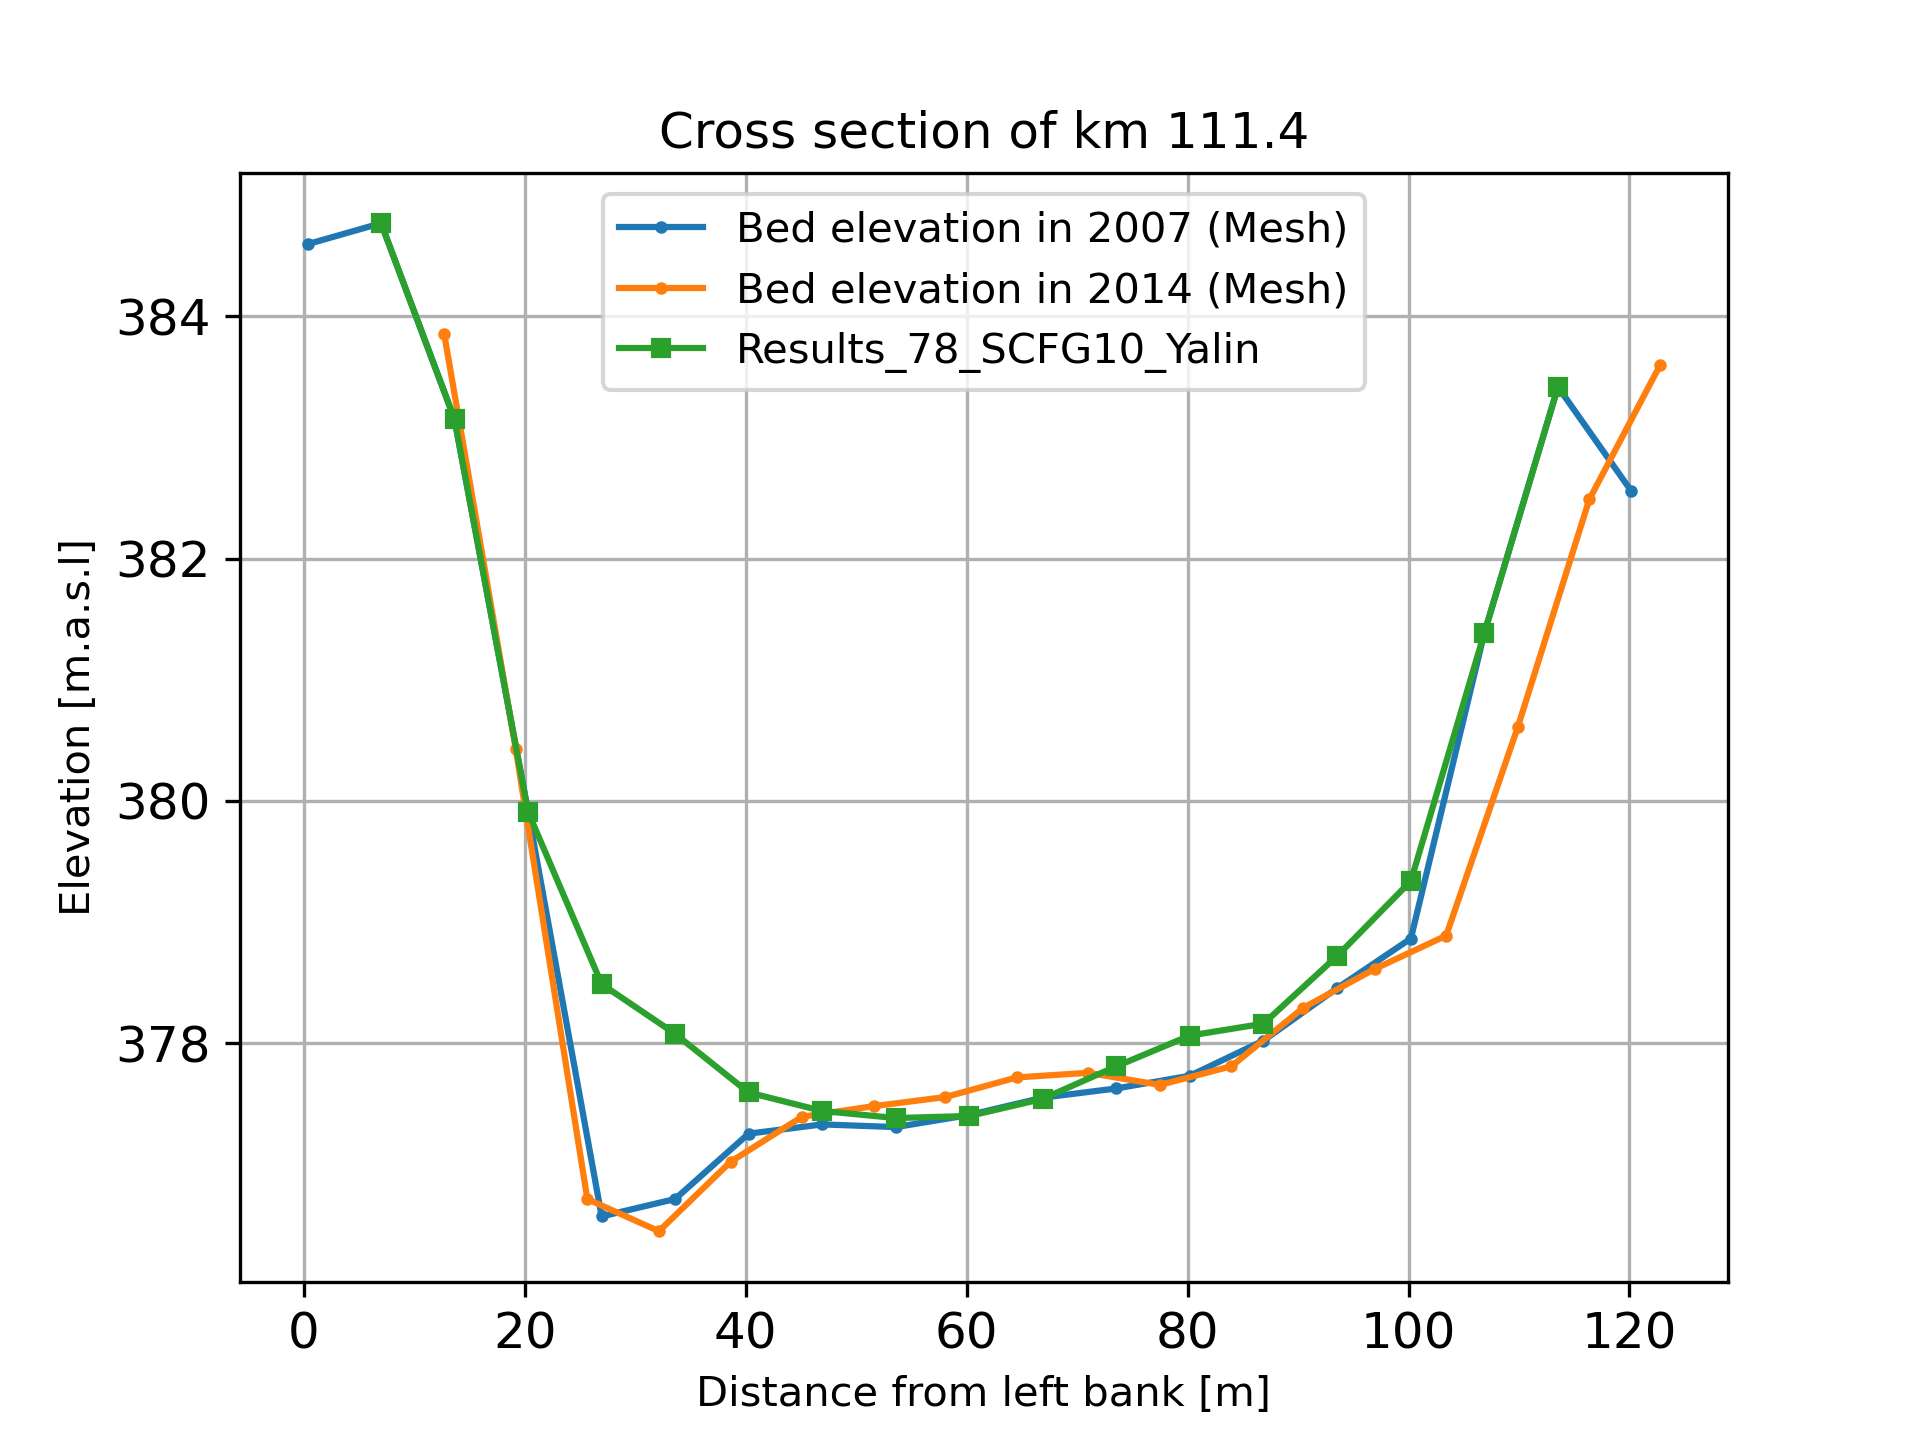 Cross section of km 111.4
Bed elevation in 2007 (Mesh)
Bed elevation in 2014 (Mesh)
Results_78_SCFG10_Yalin
384
382
380
378
Elevation [m.a.s.l]
0 20 40 60 80 100 120
Distance from left bank [m]